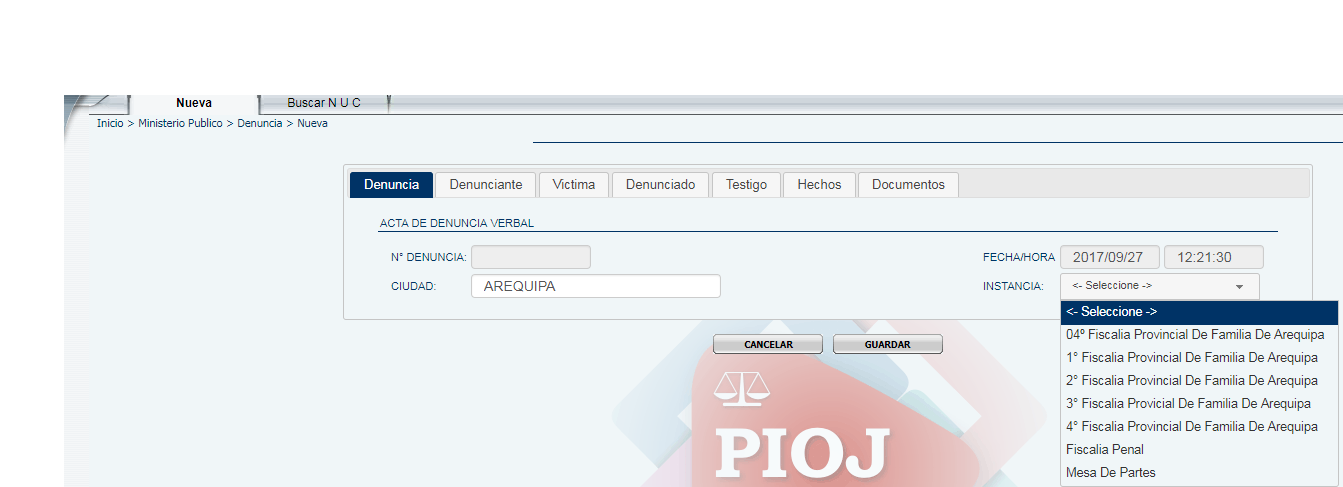 Nueva Buscar N U C
Inicio > Ministerio Publico > Denuncia > Nueva
Denuncia Denunciante Victima Denunciado Testigo Hechos Documentos
ACTA DE DENUNCIA VERBAL
N° DENUNCIA: FECHA/HORA 2017/09/27 12:21:30
CIUDAD: AREQUIPA INSTANCIA: <- Seleccione ->
<- Seleccione ->
04º Fiscalia Provincial De Familia De Arequipa
1° Fiscalia Provincial De Familia De Arequipa
2° Fiscalia Provincial De Familia De Arequipa
3° Fiscalia Provicial De Familia De Arequipa
4° Fiscalia Provincial De Familia De Arequipa
Fiscalia Penal
Mesa De Partes
CANCELAR GUARDAR
PIOJ